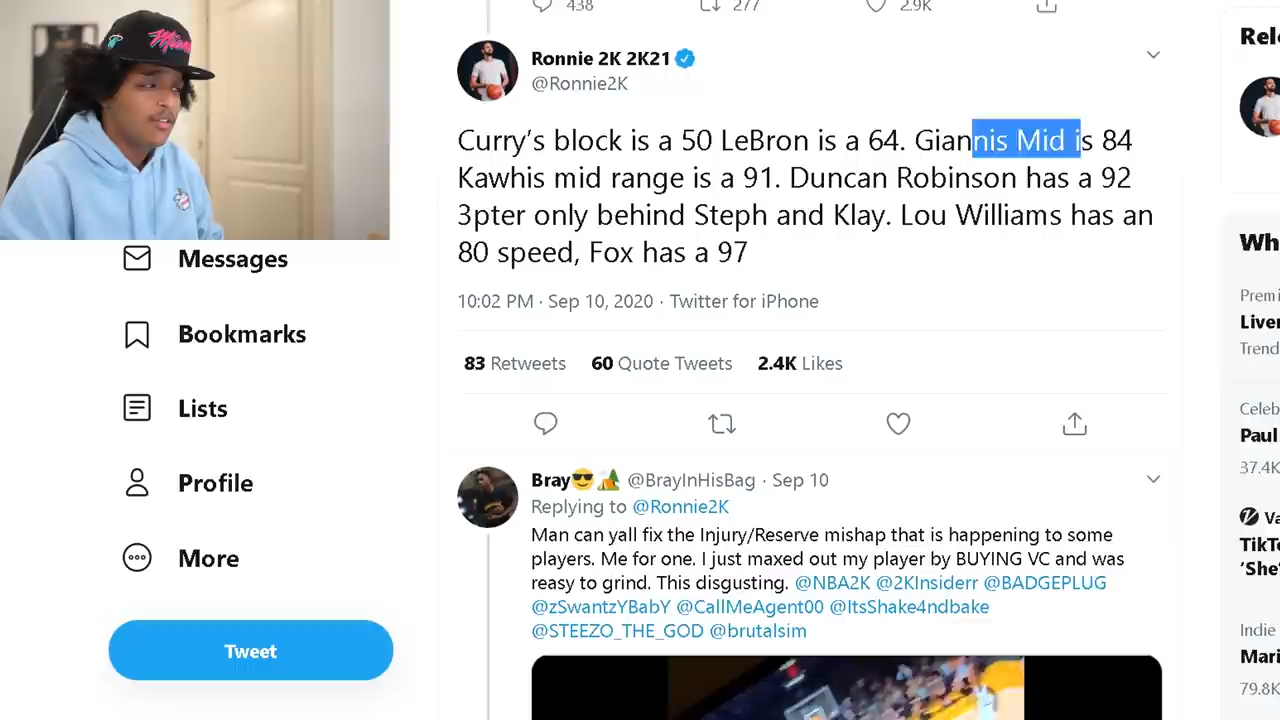 438 277 2.9K
Ronnie 2K 2K21
@Ronnie2K
Curry's block is a 50 LeBron is a 64. Giannis Mid is 84
Kawhis mid range is a 91. Duncan Robinson has a 92
3pter only behind Steph and Klay. Lou Williams has an
80 speed, Fox has a 97
10:02 PM · Sep 10, 2020 · Twitter for iPhone
83 Retweets 60 Quote Tweets 2.4K Likes
Bray @BrayInHisBag · Sep 10
Replying to @Ronnie2K
Man can yall fix the Injury/Reserve mishap that is happening to some
players. Me for one. I just maxed out my player by BUYING VC and was
reasy to grind. This disgusting. @NBA2K @2KInsiderr @BADGEPLUG
@zSwantzYBabY @CallMeAgent00 @ItsShake4ndbake
@STEEZO_THE_GOD @brutalsim
Miami
Messages
Bookmarks
Lists
Profile
More
Tweet
Rele
Wh
Premi
Liver
Trend
Celeb
Paul
37.4K
Va
TikT
'She'
Indie
Mari
79.8K